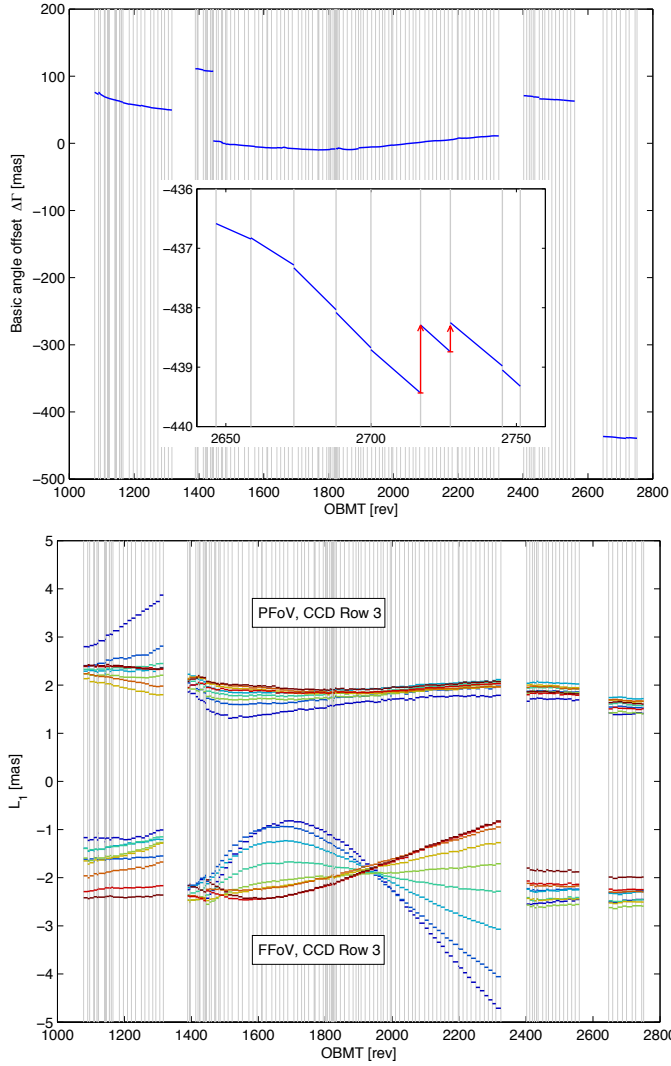 200
100
0
−100
−200
−300
−400
−500
Basic angle offset ΔΓ [mas]
−436
−437
−438
−439
−440
2650 2700 2750
1000 1200 1400 1600 1800 2000 2200 2400 2600 2800
OBMT [rev]
5
4
3
2
1
0
−1
−2
−3
−4
−5
L1 [mas]
PFoV, CCD Row 3
FFoV, CCD Row 3
1000 1200 1400 1600 1800 2000 2200 2400 2600 2800
OBMT [rev]